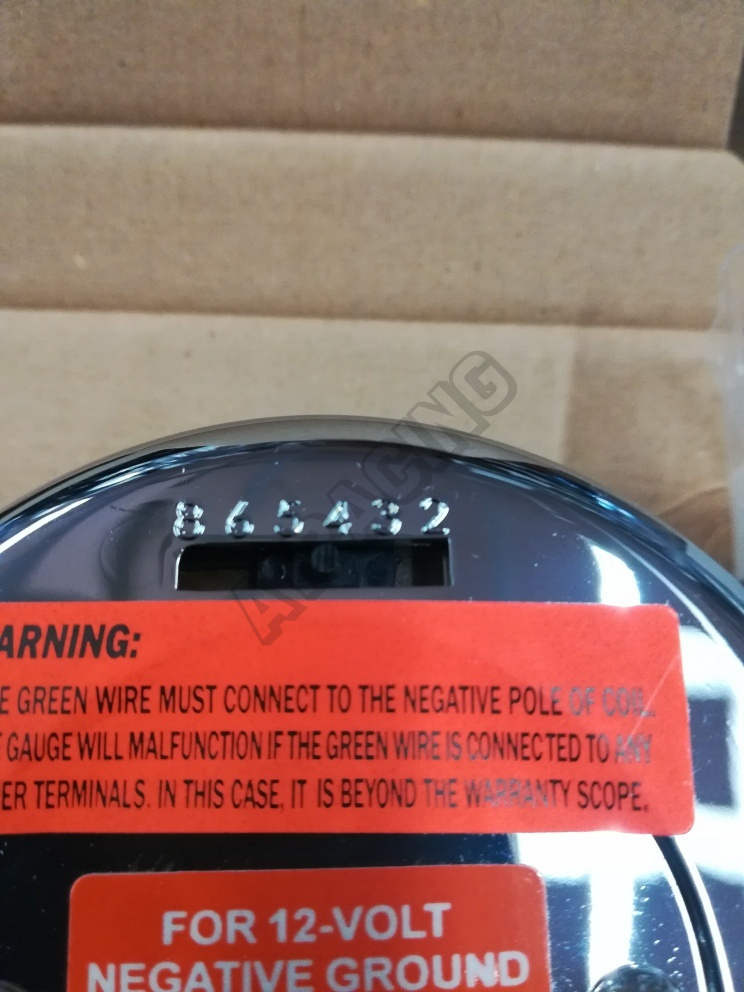 865432
ARNING:
E GREEN WIRE MUST CONNECT TO THE NEGATIVE POLE OF COIL.
T GAUGE WILL MALFUNCTION IF THE GREEN WIRE IS CONNECTED TO ANY
ER TERMINALS. IN THIS CASE, IT IS BEYOND THE WARRANTY SCOPE.
FOR 12-VOLT
NEGATIVE GROUND